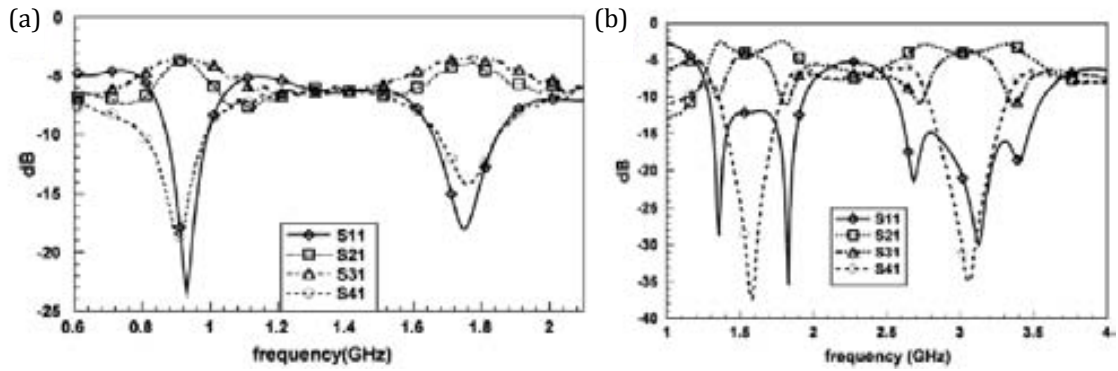 (a)
0
-5
-10
-15
-20
-25
dB
0.6 0.8 1 1.2 1.4 1.6 1.8 2
frequency(GHz)
S11
S21
S31
S41
(b)
0
-5
-10
-15
-20
-25
-30
-35
-40
dB
1 1.5 2 2.5 3 3.5 4
frequency (GHz)
S11
S21
S31
S41